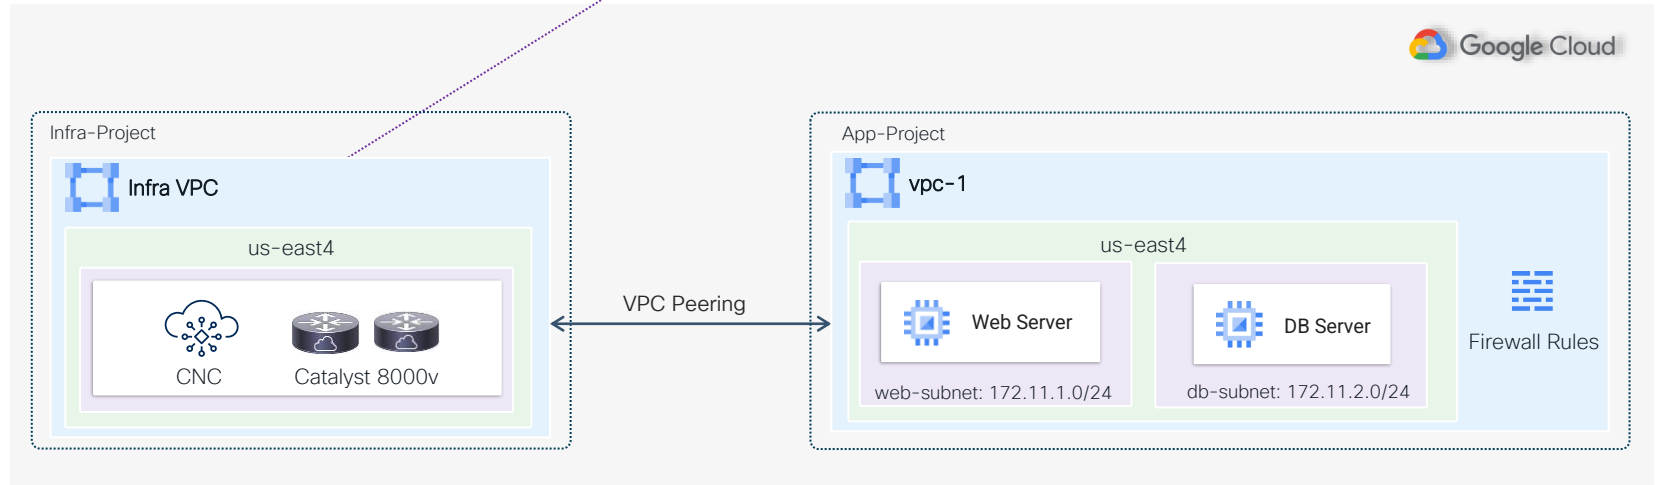 Google Cloud
Infra-Project
Infra VPC
us-east4
CNC
Catalyst 8000v
VPC Peering
App-Project
vpc-1
us-east4
Web Server
web-subnet: 172.11.1.0/24
DB Server
db-subnet: 172.11.2.0/24
Firewall Rules